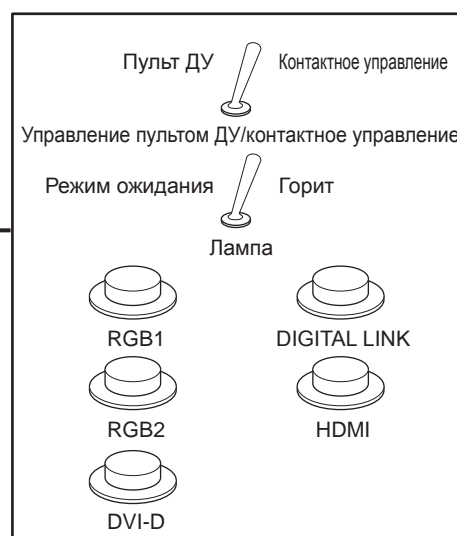 Пульт ДУ Контактное управление
Управление пультом ДУ/контактное управление
Режим ожидания Горит
Лампа
RGB1 DIGITAL LINK
RGB2 HDMI
DVI-D